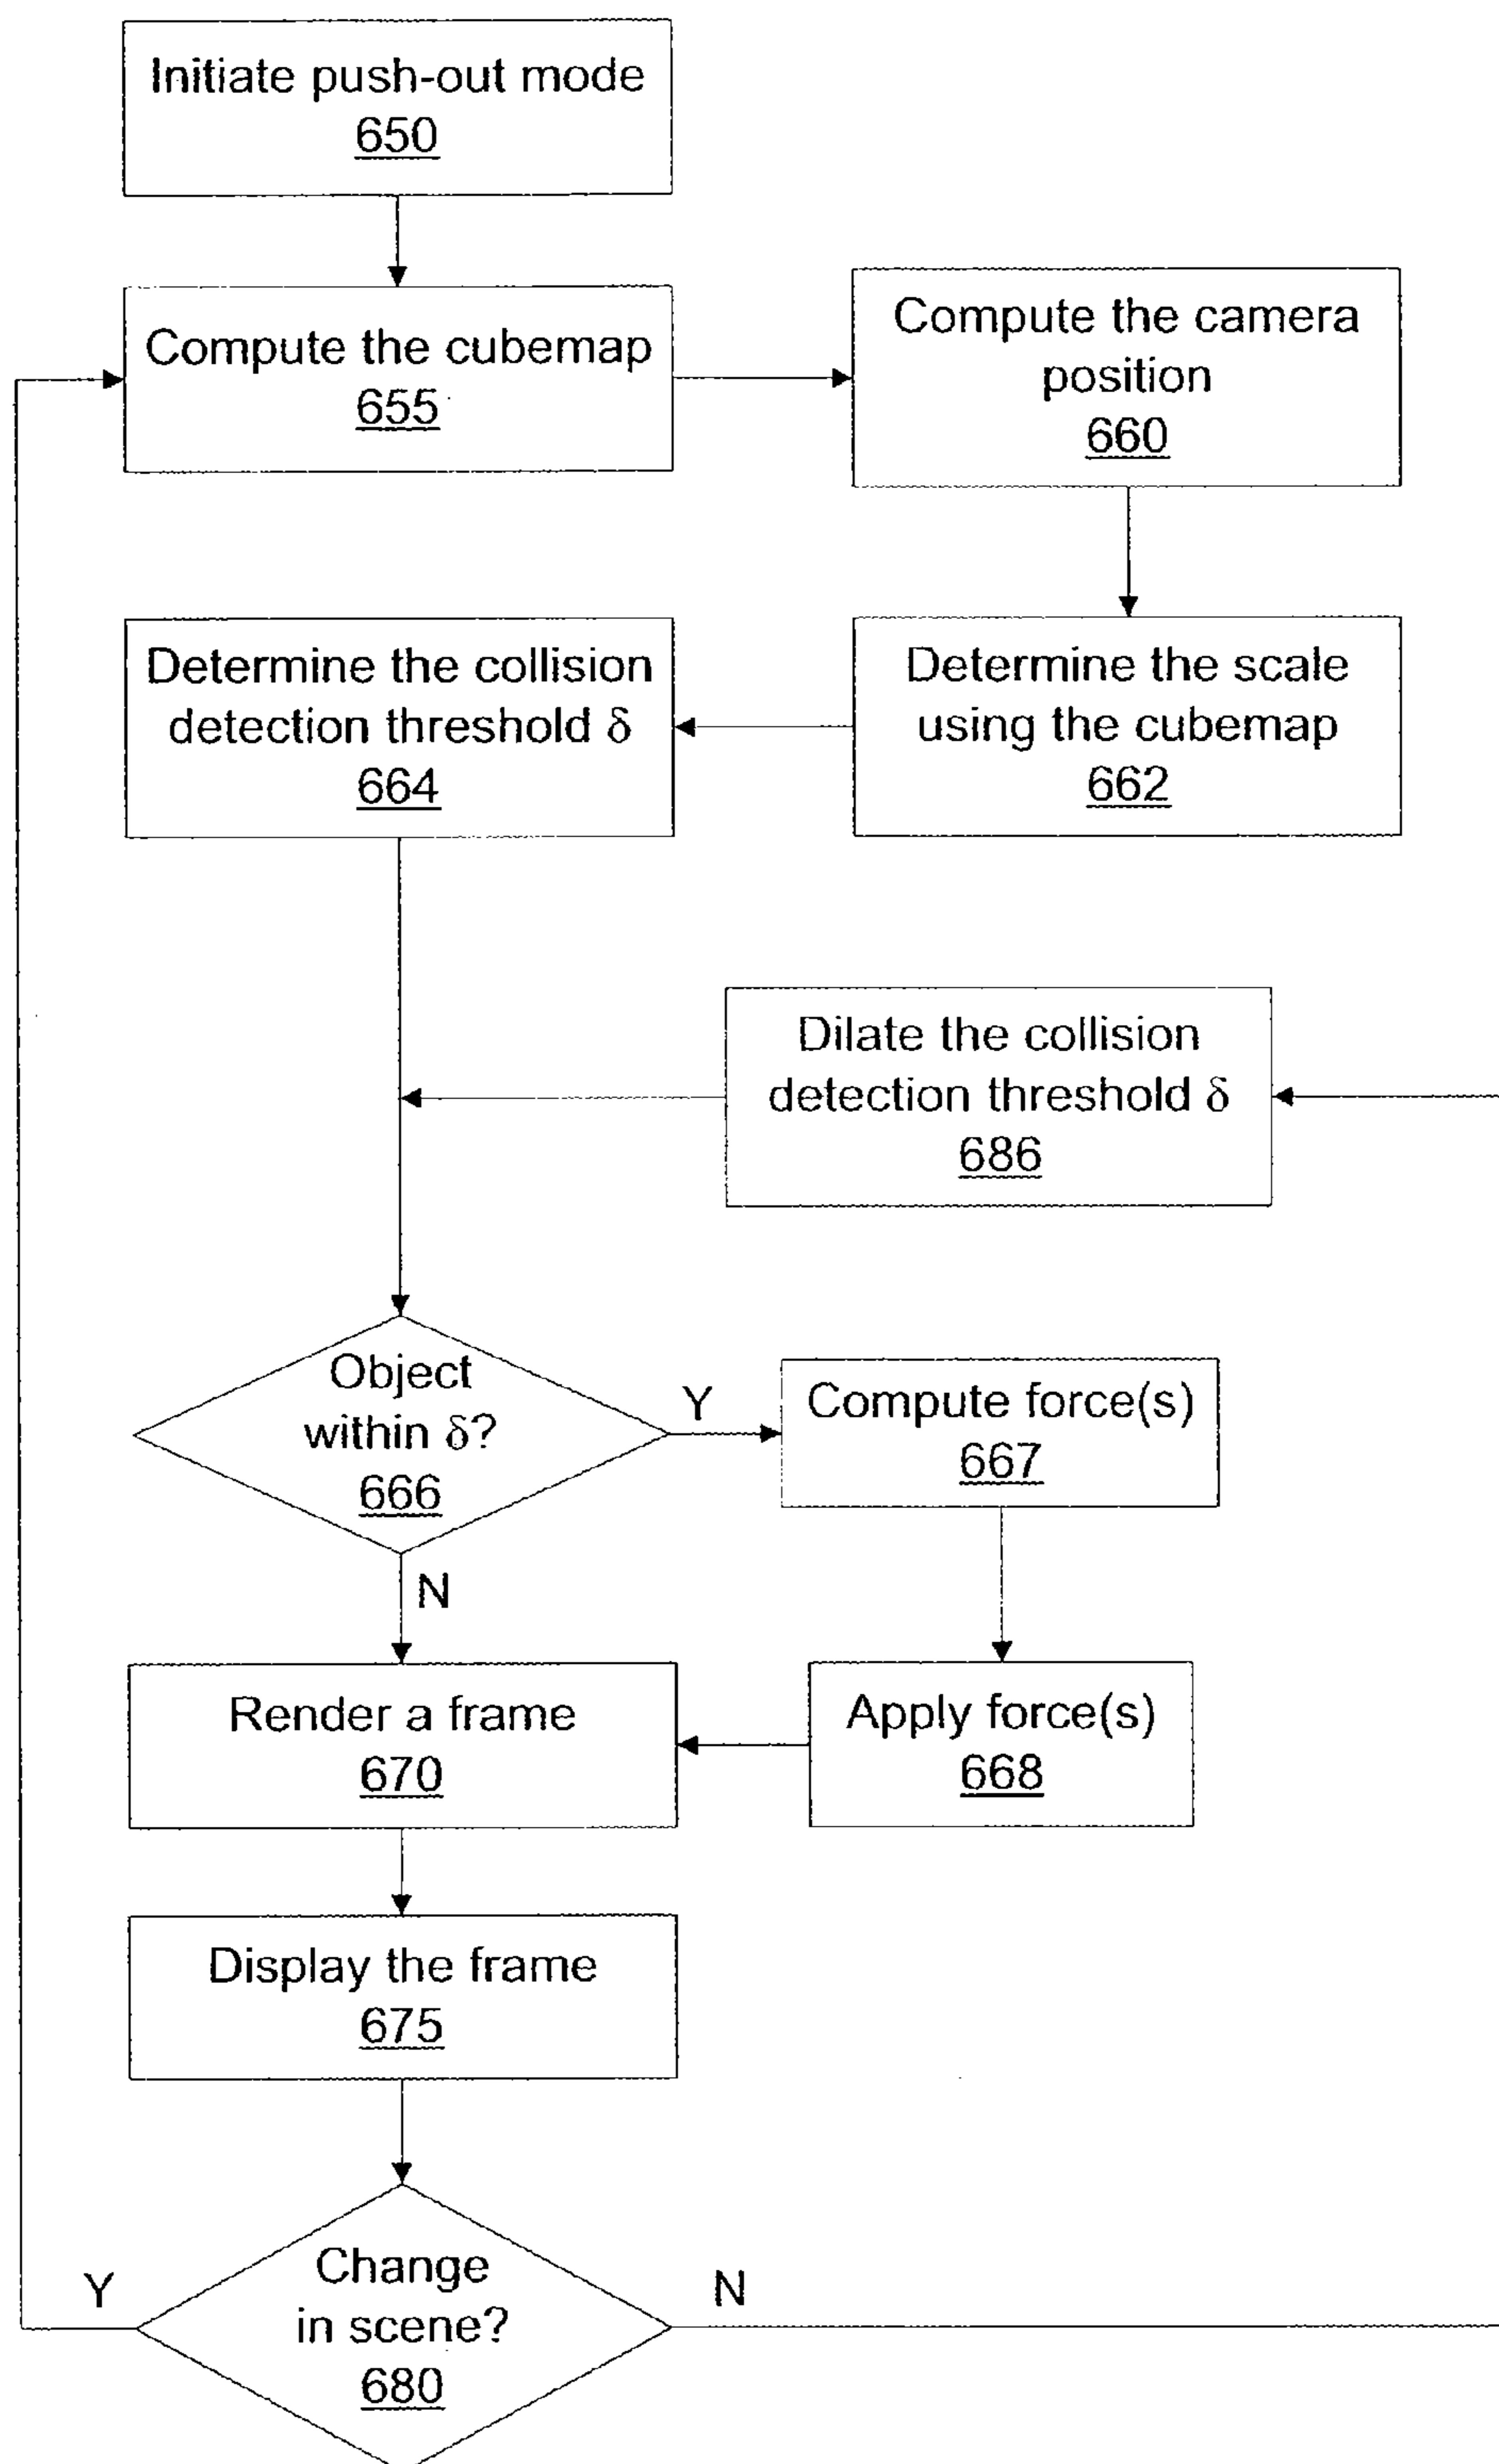 Initiate push-out mode
650
Compute the cubemap
655
Compute the camera
position
660
Determine the collision
detection threshold δ
664
Determine the scale
using the cubemap
662
Dilate the collision
detection threshold δ
686
Object
within δ?
666
Y
Compute force(s)
667
N
Render a frame
670
Apply force(s)
668
Display the frame
675
Change
in scene?
680
Y
N